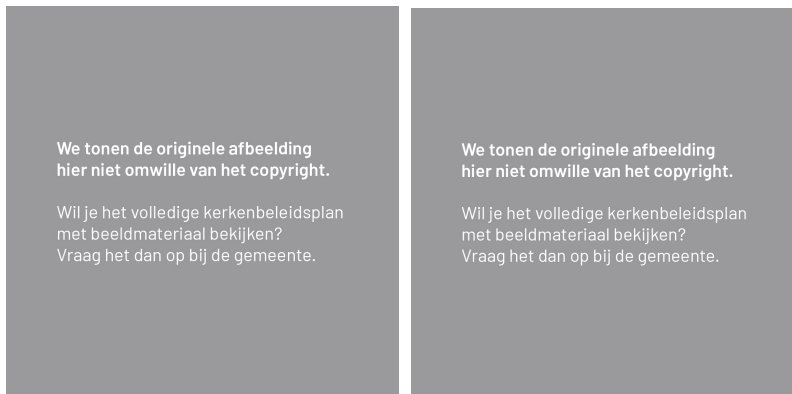 We tonen de originele afbeelding
hier niet omwille van het copyright.
Wil je het volledige kerkenbeleidsplan
met beeldmateriaal bekijken?
Vraag het dan op bij de gemeente.
We tonen de originele afbeelding
hier niet omwille van het copyright.
Wil je het volledige kerkenbeleidsplan
met beeldmateriaal bekijken?
Vraag het dan op bij de gemeente.